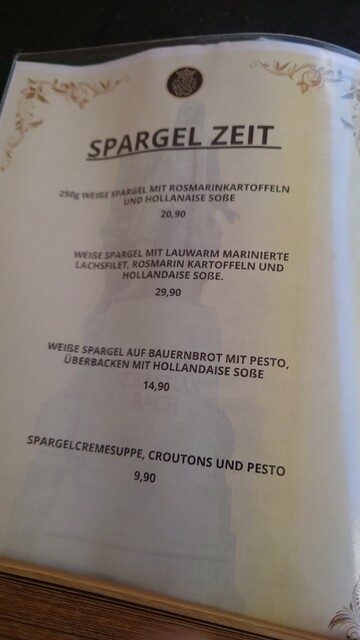 SPARGEL ZEIT
250g WEIßE SPARGEL MIT ROSMARINKARTOFFELN
UND HOLLANAISE SOßE
20,90
WEIßE SPARGEL MIT LAUWARM MARINIERTE
LACHSFILET, ROSMARIN KARTOFFELN UND
HOLLANDAISE SOßE.
29,90
WEIßE SPARGEL AUF BAUERNBROT MIT PESTO,
ÜBERBACKEN MIT HOLLANDAISE SOßE
14,90
BACH
SPARGELCREMESUPPE, CROUTONS UND PESTO
9,90